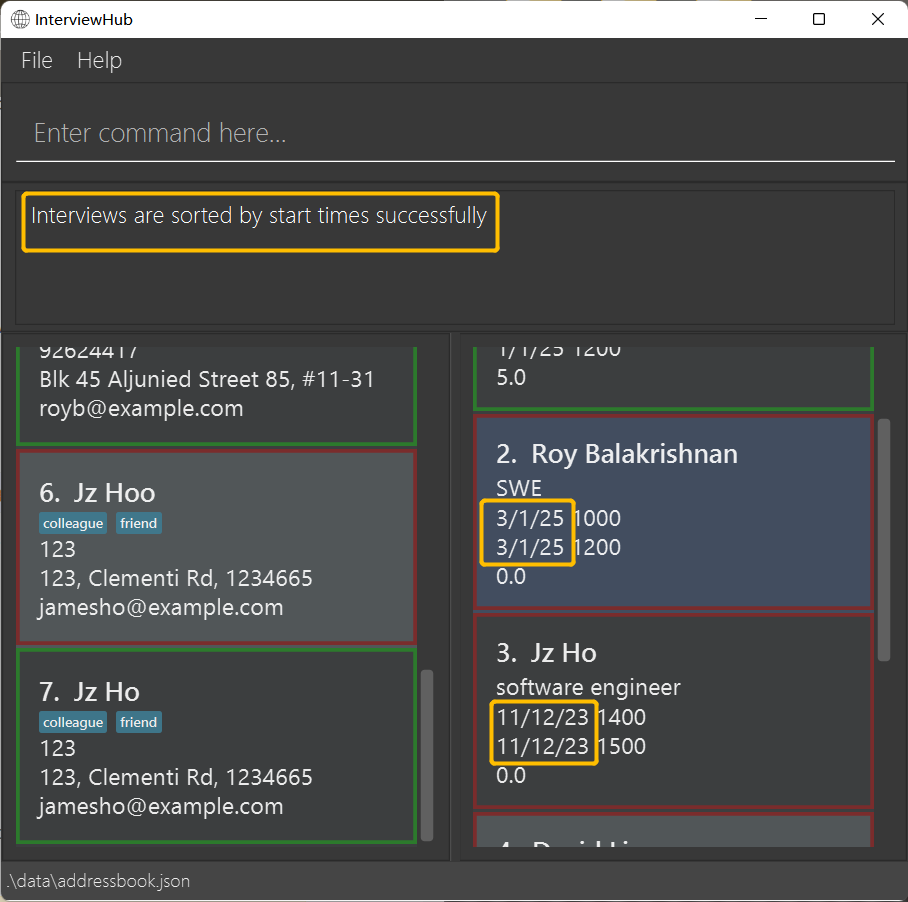 InterviewHub
File Help
Enter command here...
Interviews are sorted by start times successfully
92624417
Blk 45 Aljunied Street 85, #11-31
royb@example.com
6. Jz Hoo
colleague friend
123
123, Clementi Rd, 1234665
jamesho@example.com
7. Jz Ho
colleague friend
123
123, Clementi Rd, 1234665
jamesho@example.com
1/1/25 1200
5.0
2. Roy Balakrishnan
SWE
3/1/25 1000
3/1/25 1200
0.0
3. Jz Ho
software engineer
11/12/23 1400
11/12/23 1500
0.0
.\data\addressbook.json